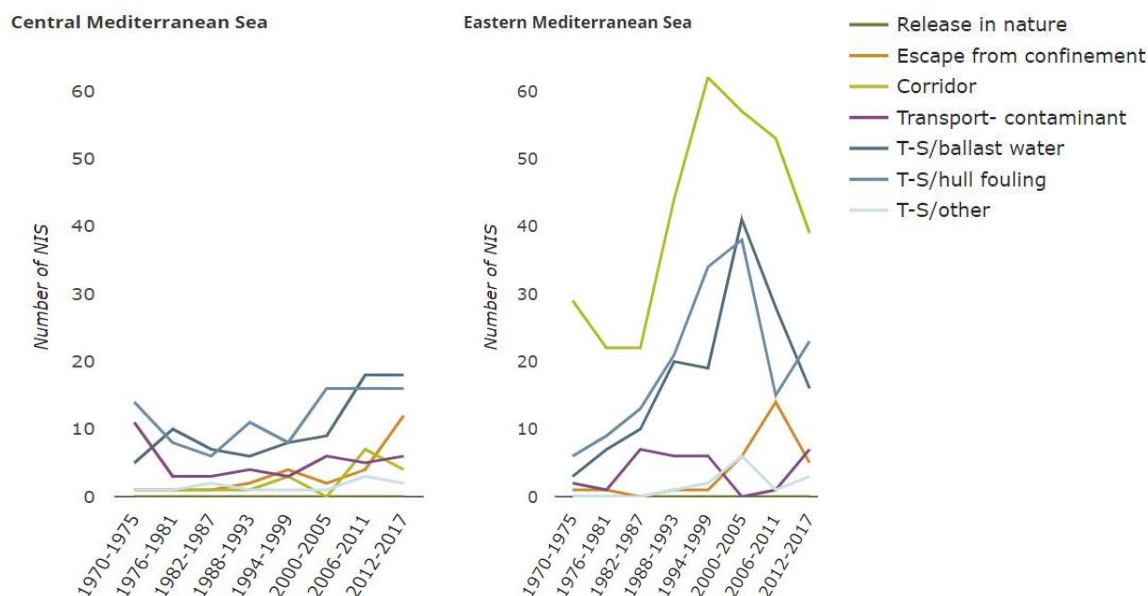 Central Mediterranean Sea
Number of NIS
60
50
40
30
20
10
0
1970-1975
1976-1981
1982-1987
1988-1993
1994-1999
2000-2005
2006-2011
2012-2017
Eastern Mediterranean Sea
Number of NIS
60
50
40
30
20
10
0
1970-1975
1976-1981
1982-1987
1988-1993
1994-1999
2000-2005
2006-2011
2012-2017
Release in nature
Escape from confinement
Corridor
Transport- contaminant
T-S/ballast water
T-S/hull fouling
T-S/other